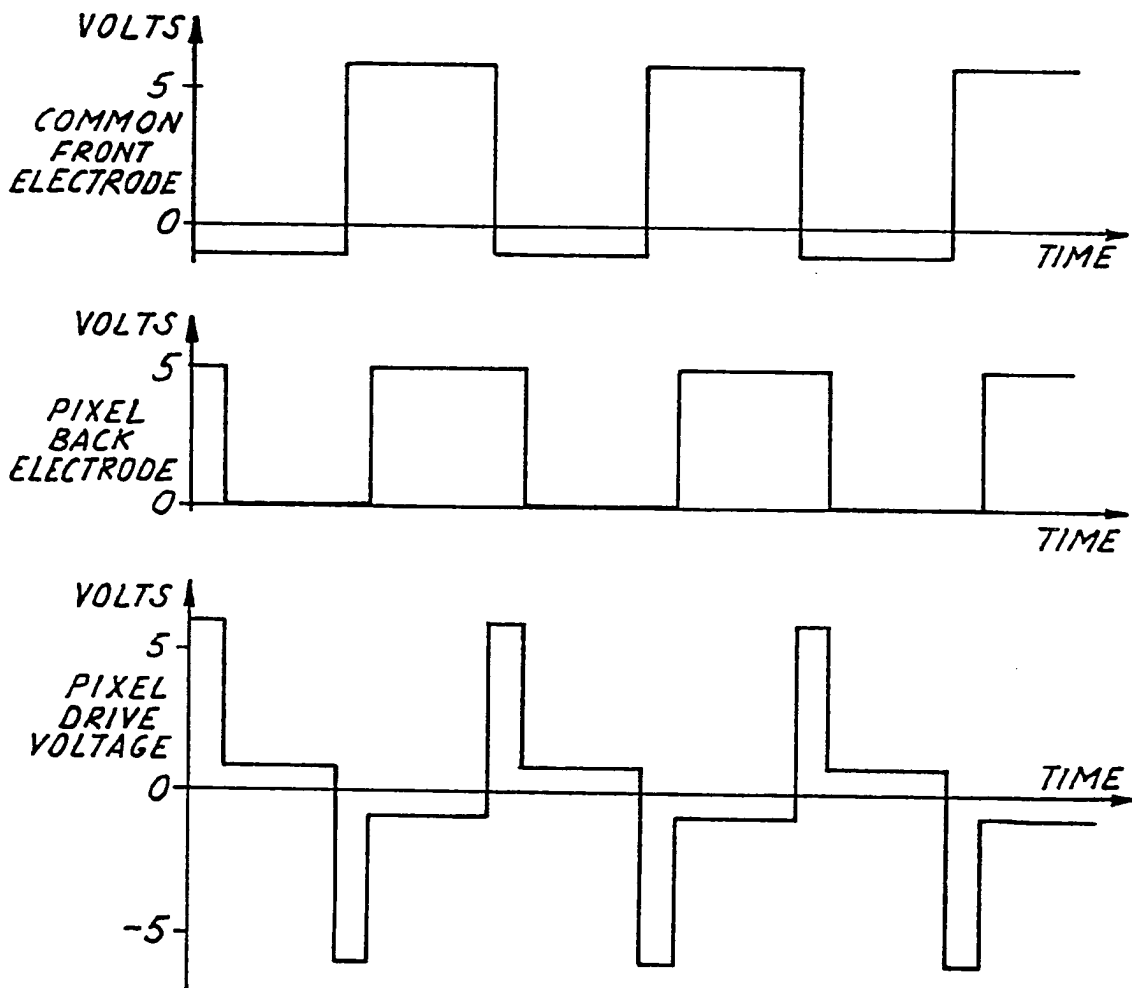 VOLTS
5
COMMON
FRONT
ELECTRODE
0
TIME
VOLTS
5
PIXEL
BACK
ELECTRODE
0
TIME
VOLTS
5
PIXEL
DRIVE
VOLTAGE
TIME
0
-5